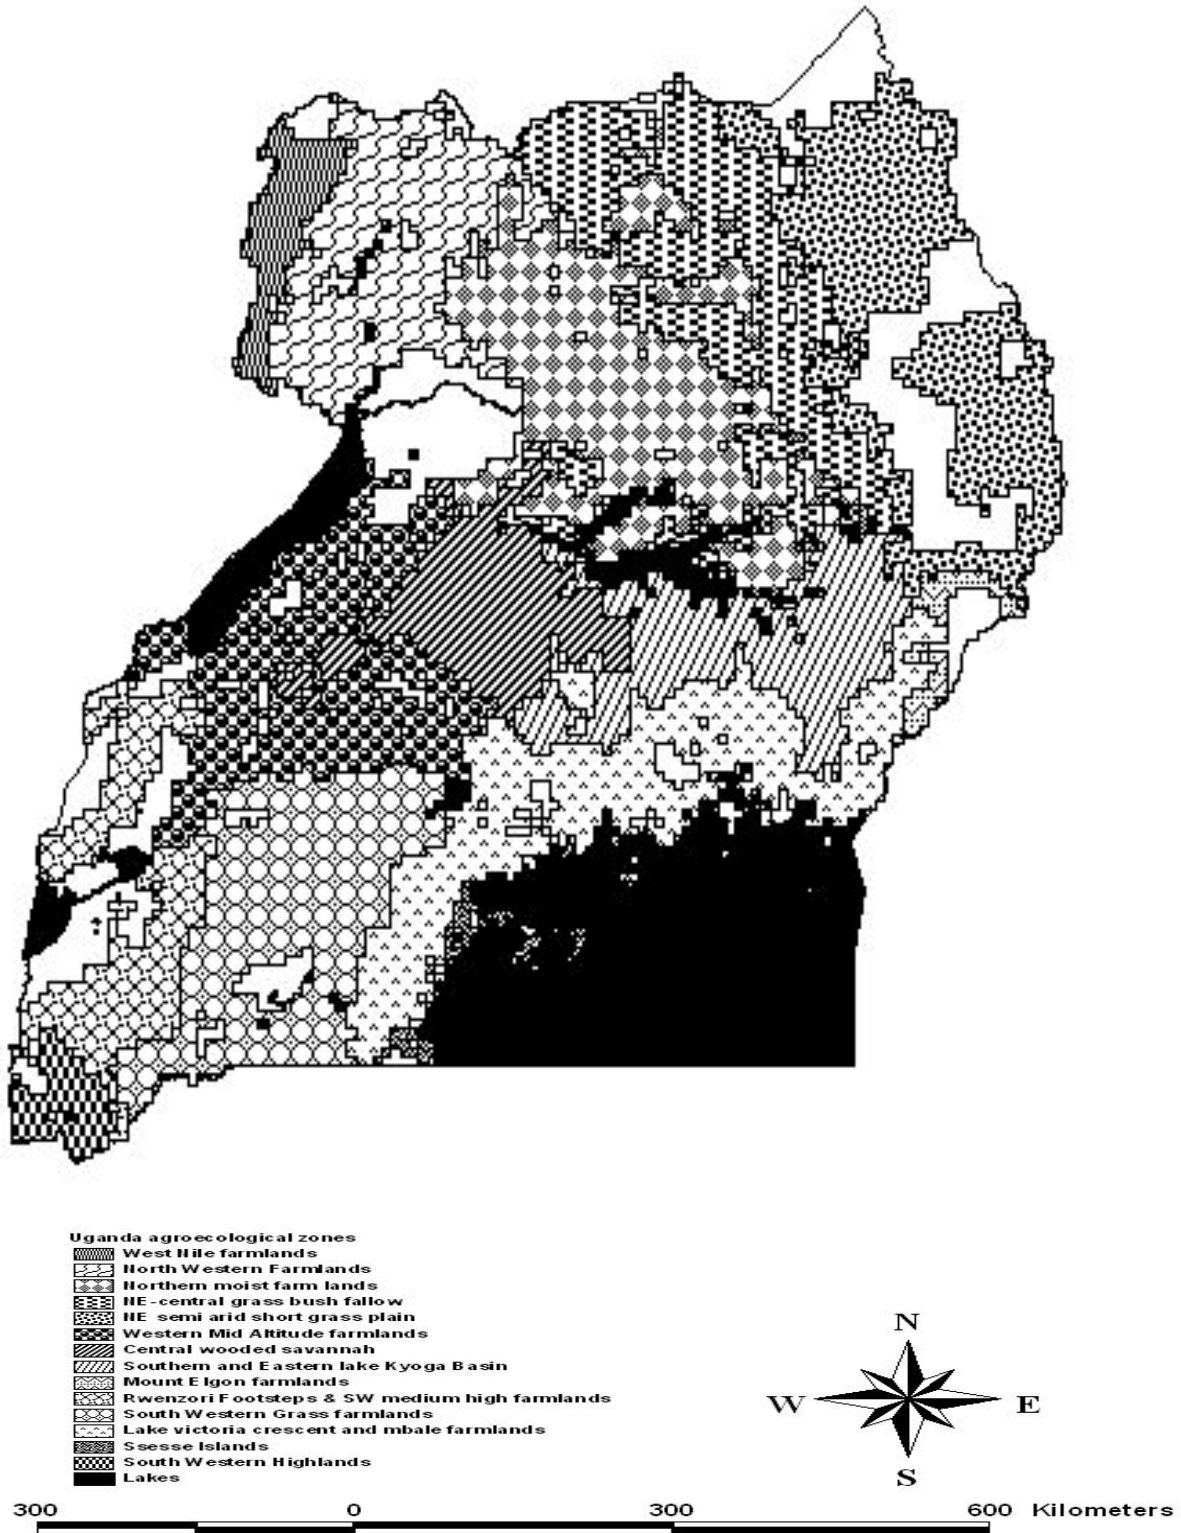 Uganda agroecological zones
West Nile farmlands
North Western Farmlands
Northern moist farm lands
NE-central grass bush fallow
NE semi arid short grass plain
Western Mid Altitude farmlands
Central wooded savannah
Southern and Eastern lake Kyoga Basin
Mount Elgon farmlands
Rwenzori Footsteps & SW medium high farmlands
South Western Grass farmlands
Lake victoria crescent and mbale farmlands
Ssesse Islands
South Western Highlands
Lakes
N
W E
S
300 0 300 600 Kilometers